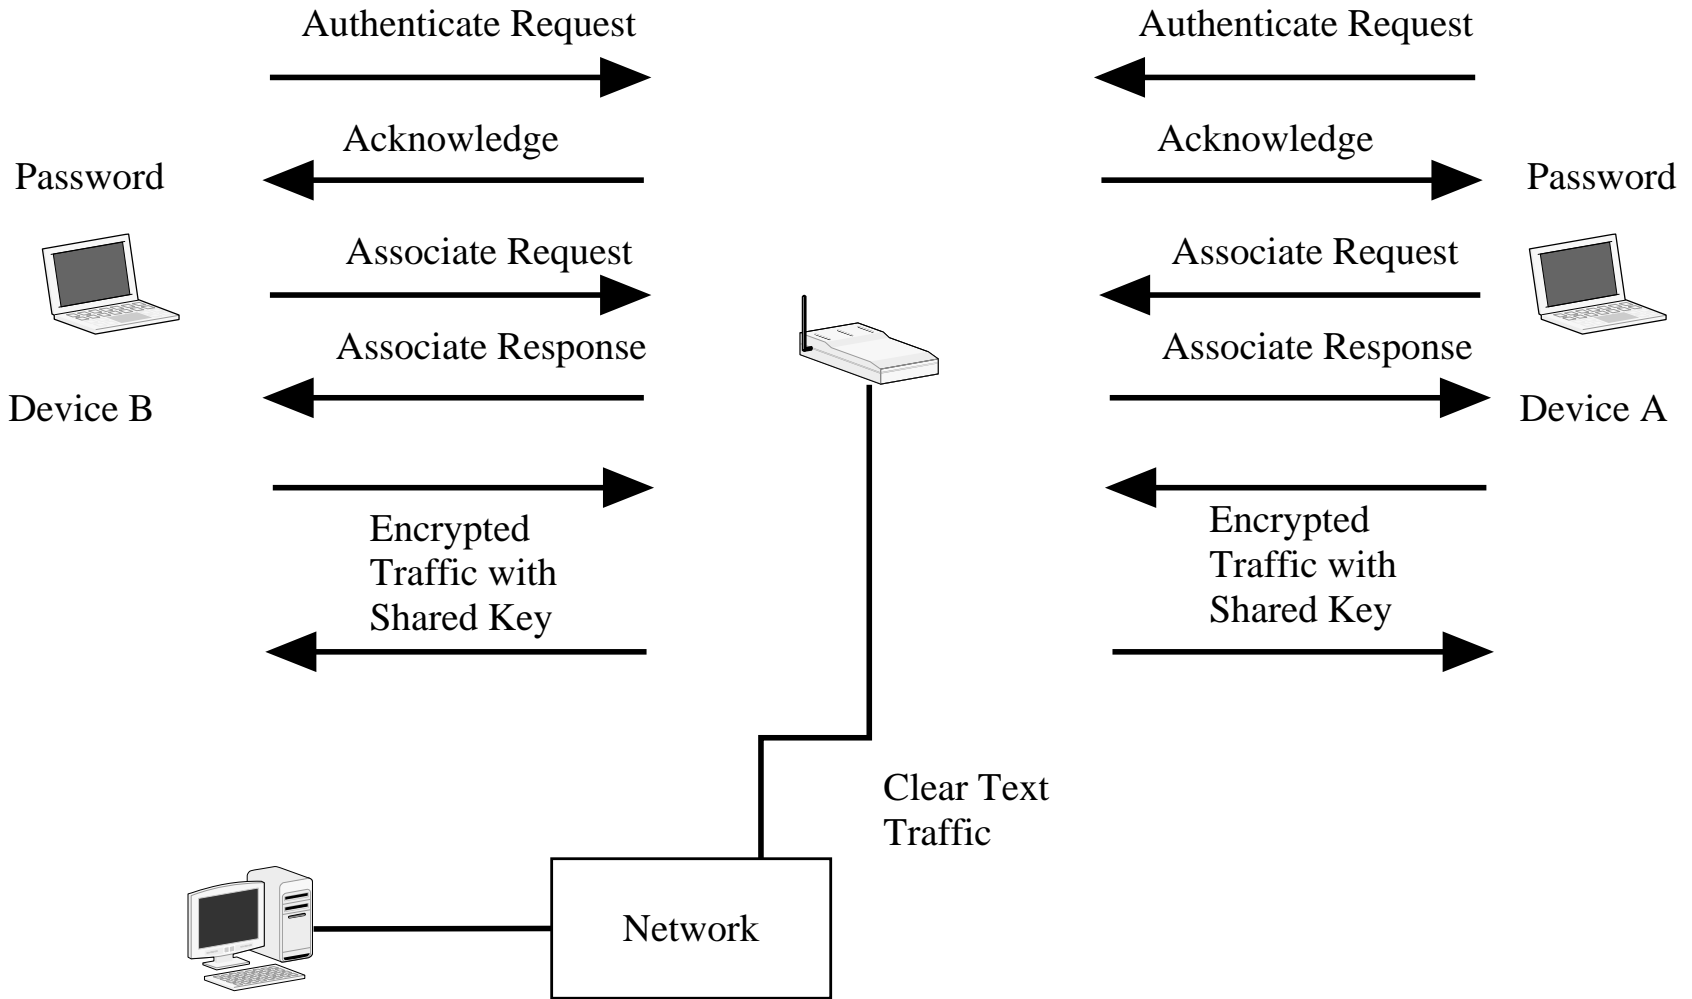 Authenticate Request
Authenticate Request
Acknowledge
Acknowledge
Password
Password
Associate Request
Associate Request
Associate Response
Associate Response
Device B
Device A
Encrypted
Traffic with
Shared Key
Encrypted
Traffic with
Shared Key
Clear Text
Traffic
Network